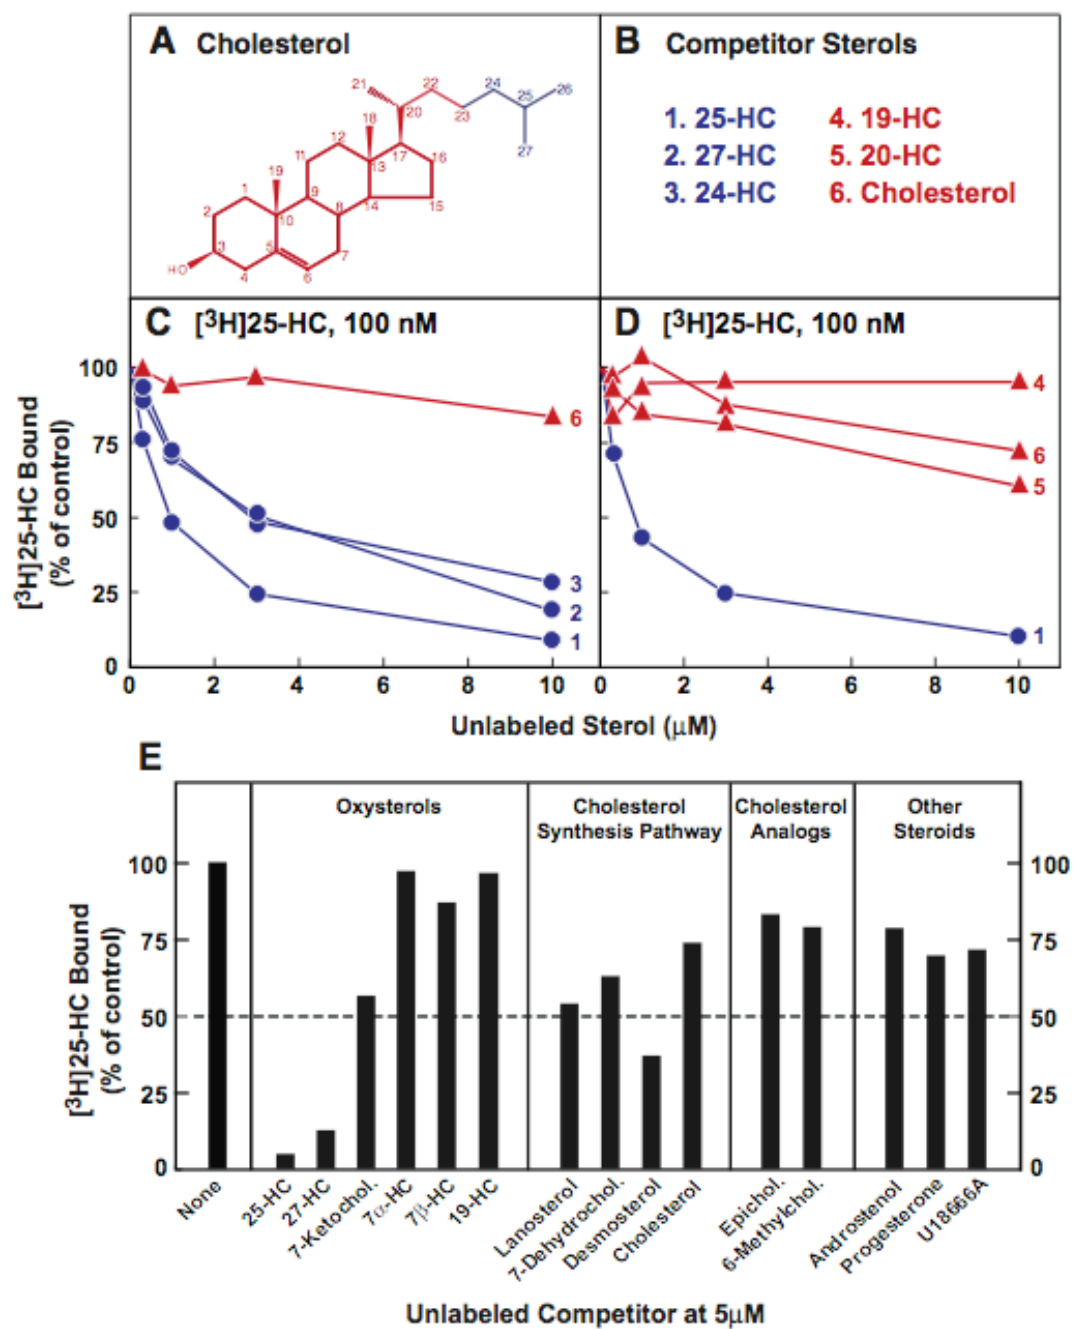 A Cholesterol
21
22
24
25
26
20
23
27
18
12
17
11
13
16
19
1
9
14
15
2
10
8
3
5
7
HO
4
6
B Competitor Sterols
1. 25-HC
2. 27-HC
3. 24-HC
4. 19-HC
5. 20-HC
6. Cholesterol
C [³H]25-HC, 100 nM
[³H]25-HC Bound
(% of control)
100
75
50
25
0
6
3
2
1
0 2 4 6 8 10
D [³H]25-HC, 100 nM
4
6
5
1
0 2 4 6 8 10
Unlabeled Sterol (μM)
E
[³H]25-HC Bound
(% of control)
100
75
50
25
0
Oxysterols
Cholesterol
Synthesis Pathway
Cholesterol
Analogs
Other
Steroids
100
75
50
25
0
None
25-HC
27-HC
7-Ketochol.
7α-HC
7β-HC
19-HC
Lanosterol
7-Dehydrochol.
Desmosterol
Cholesterol
Epichol.
6-Methylchol.
Androstenol
Progesterone
U18666A
Unlabeled Competitor at 5μM